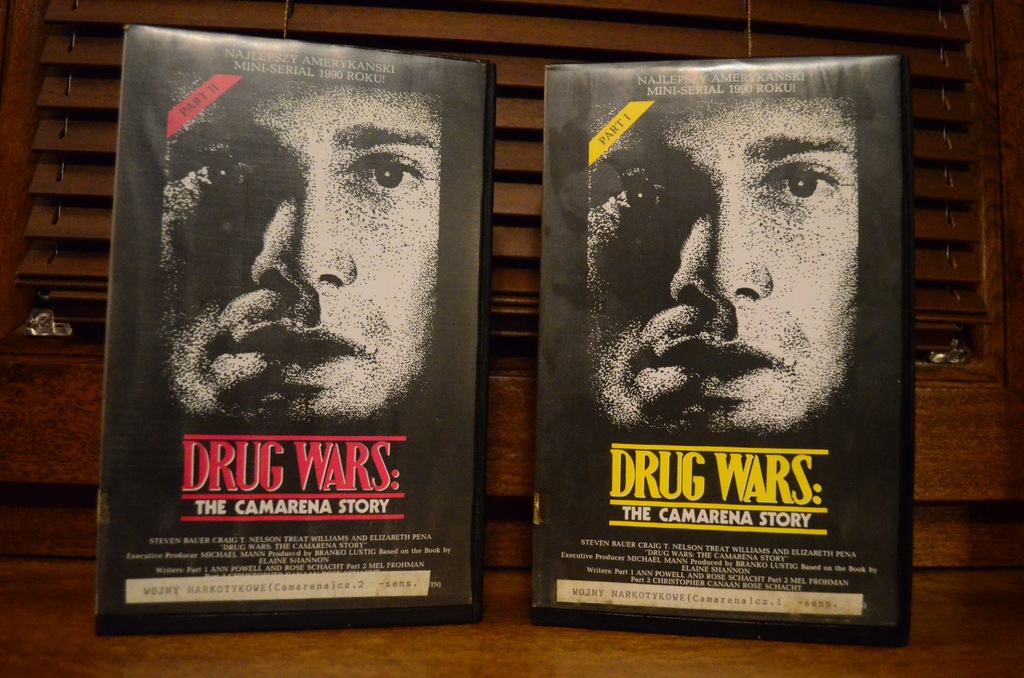 NAJLEPSZY AMERYKAŃSKI
MINI-SERIAL 1990 ROKU!
PART II
DRUG WARS:
THE CAMARENA STORY
STEVEN BAUER CRAIG T. NELSON TREAT WILLIAMS AND ELIZABETH PENA
"DRUG WARS: THE CAMARENA STORY"
Executive Producer MICHAEL MANN Produced by BRANKO LUSTIG Based on the Book by
ELAINE SHANNON
Writers: Part 1 ANN POWELL AND ROSE SCHACHT Part 2 MEL FROHMAN
WOJNY NARKOTYKOWE(Camarena)cz.2 -sens.
NAJLEPSZY AMERYKAŃSKI
MINI-SERIAL 1990 ROKU!
PART I
DRUG WARS:
THE CAMARENA STORY
STEVEN BAUER CRAIG T. NELSON TREAT WILLIAMS AND ELIZABETH PENA
"DRUG WARS: THE CAMARENA STORY"
Executive Producer MICHAEL MANN Produced by BRANKO LUSTIG Based on the Book by
ELAINE SHANNON
Writers: Part 1 ANN POWELL AND ROSE SCHACHT Part 2 MEL FROHMAN
Part 3 CHRISTOPHER CANAAN ROSE SCHACHT
WOJNY NARKOTYKOWE(Camarena)cz.1 -sens.